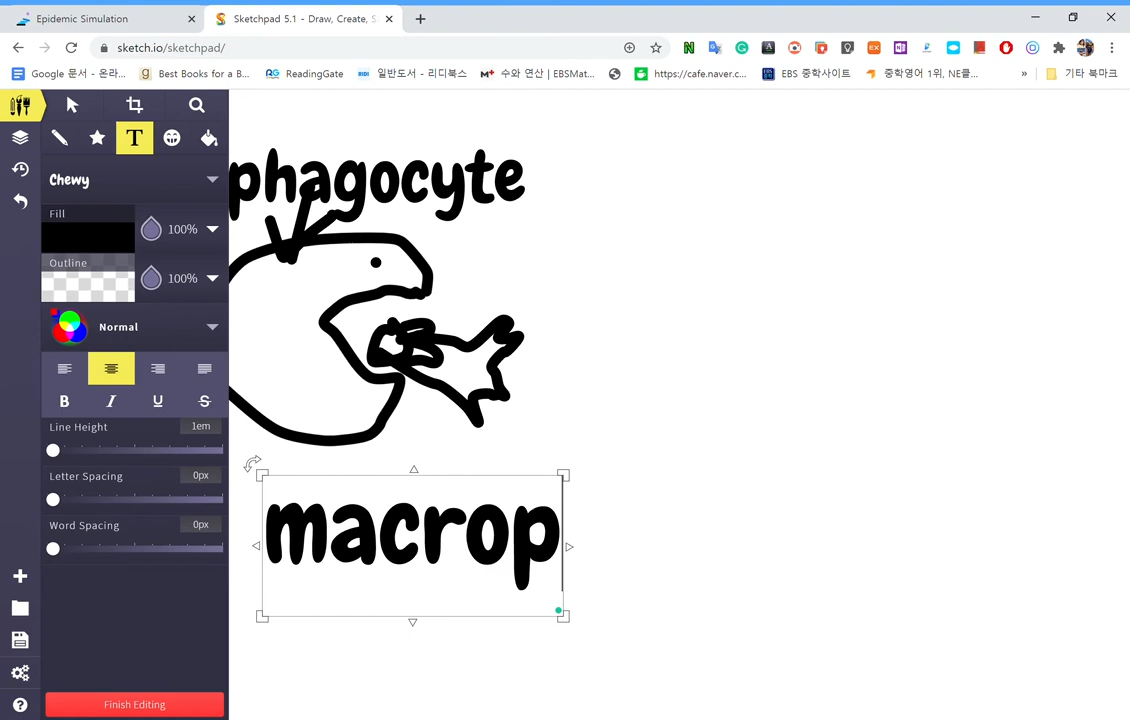 Epidemic Simulation
Sketchpad 5.1 - Draw, Create, S
sketch.io/sketchpad/
Google 문서 - 온라...
Best Books for a B...
ReadingGate
일반도서 - 리디북스
수와 연산 | EBSMat...
https://cafe.naver.c...
EBS 중학사이트
중학영어 1위, NE클...
»
기타 북마크
T
Chewy
Fill
100%
Outline
100%
Normal
B I U S
Line Height 1em
Letter Spacing 0px
Word Spacing 0px
Finish Editing
phagocyte
macrop